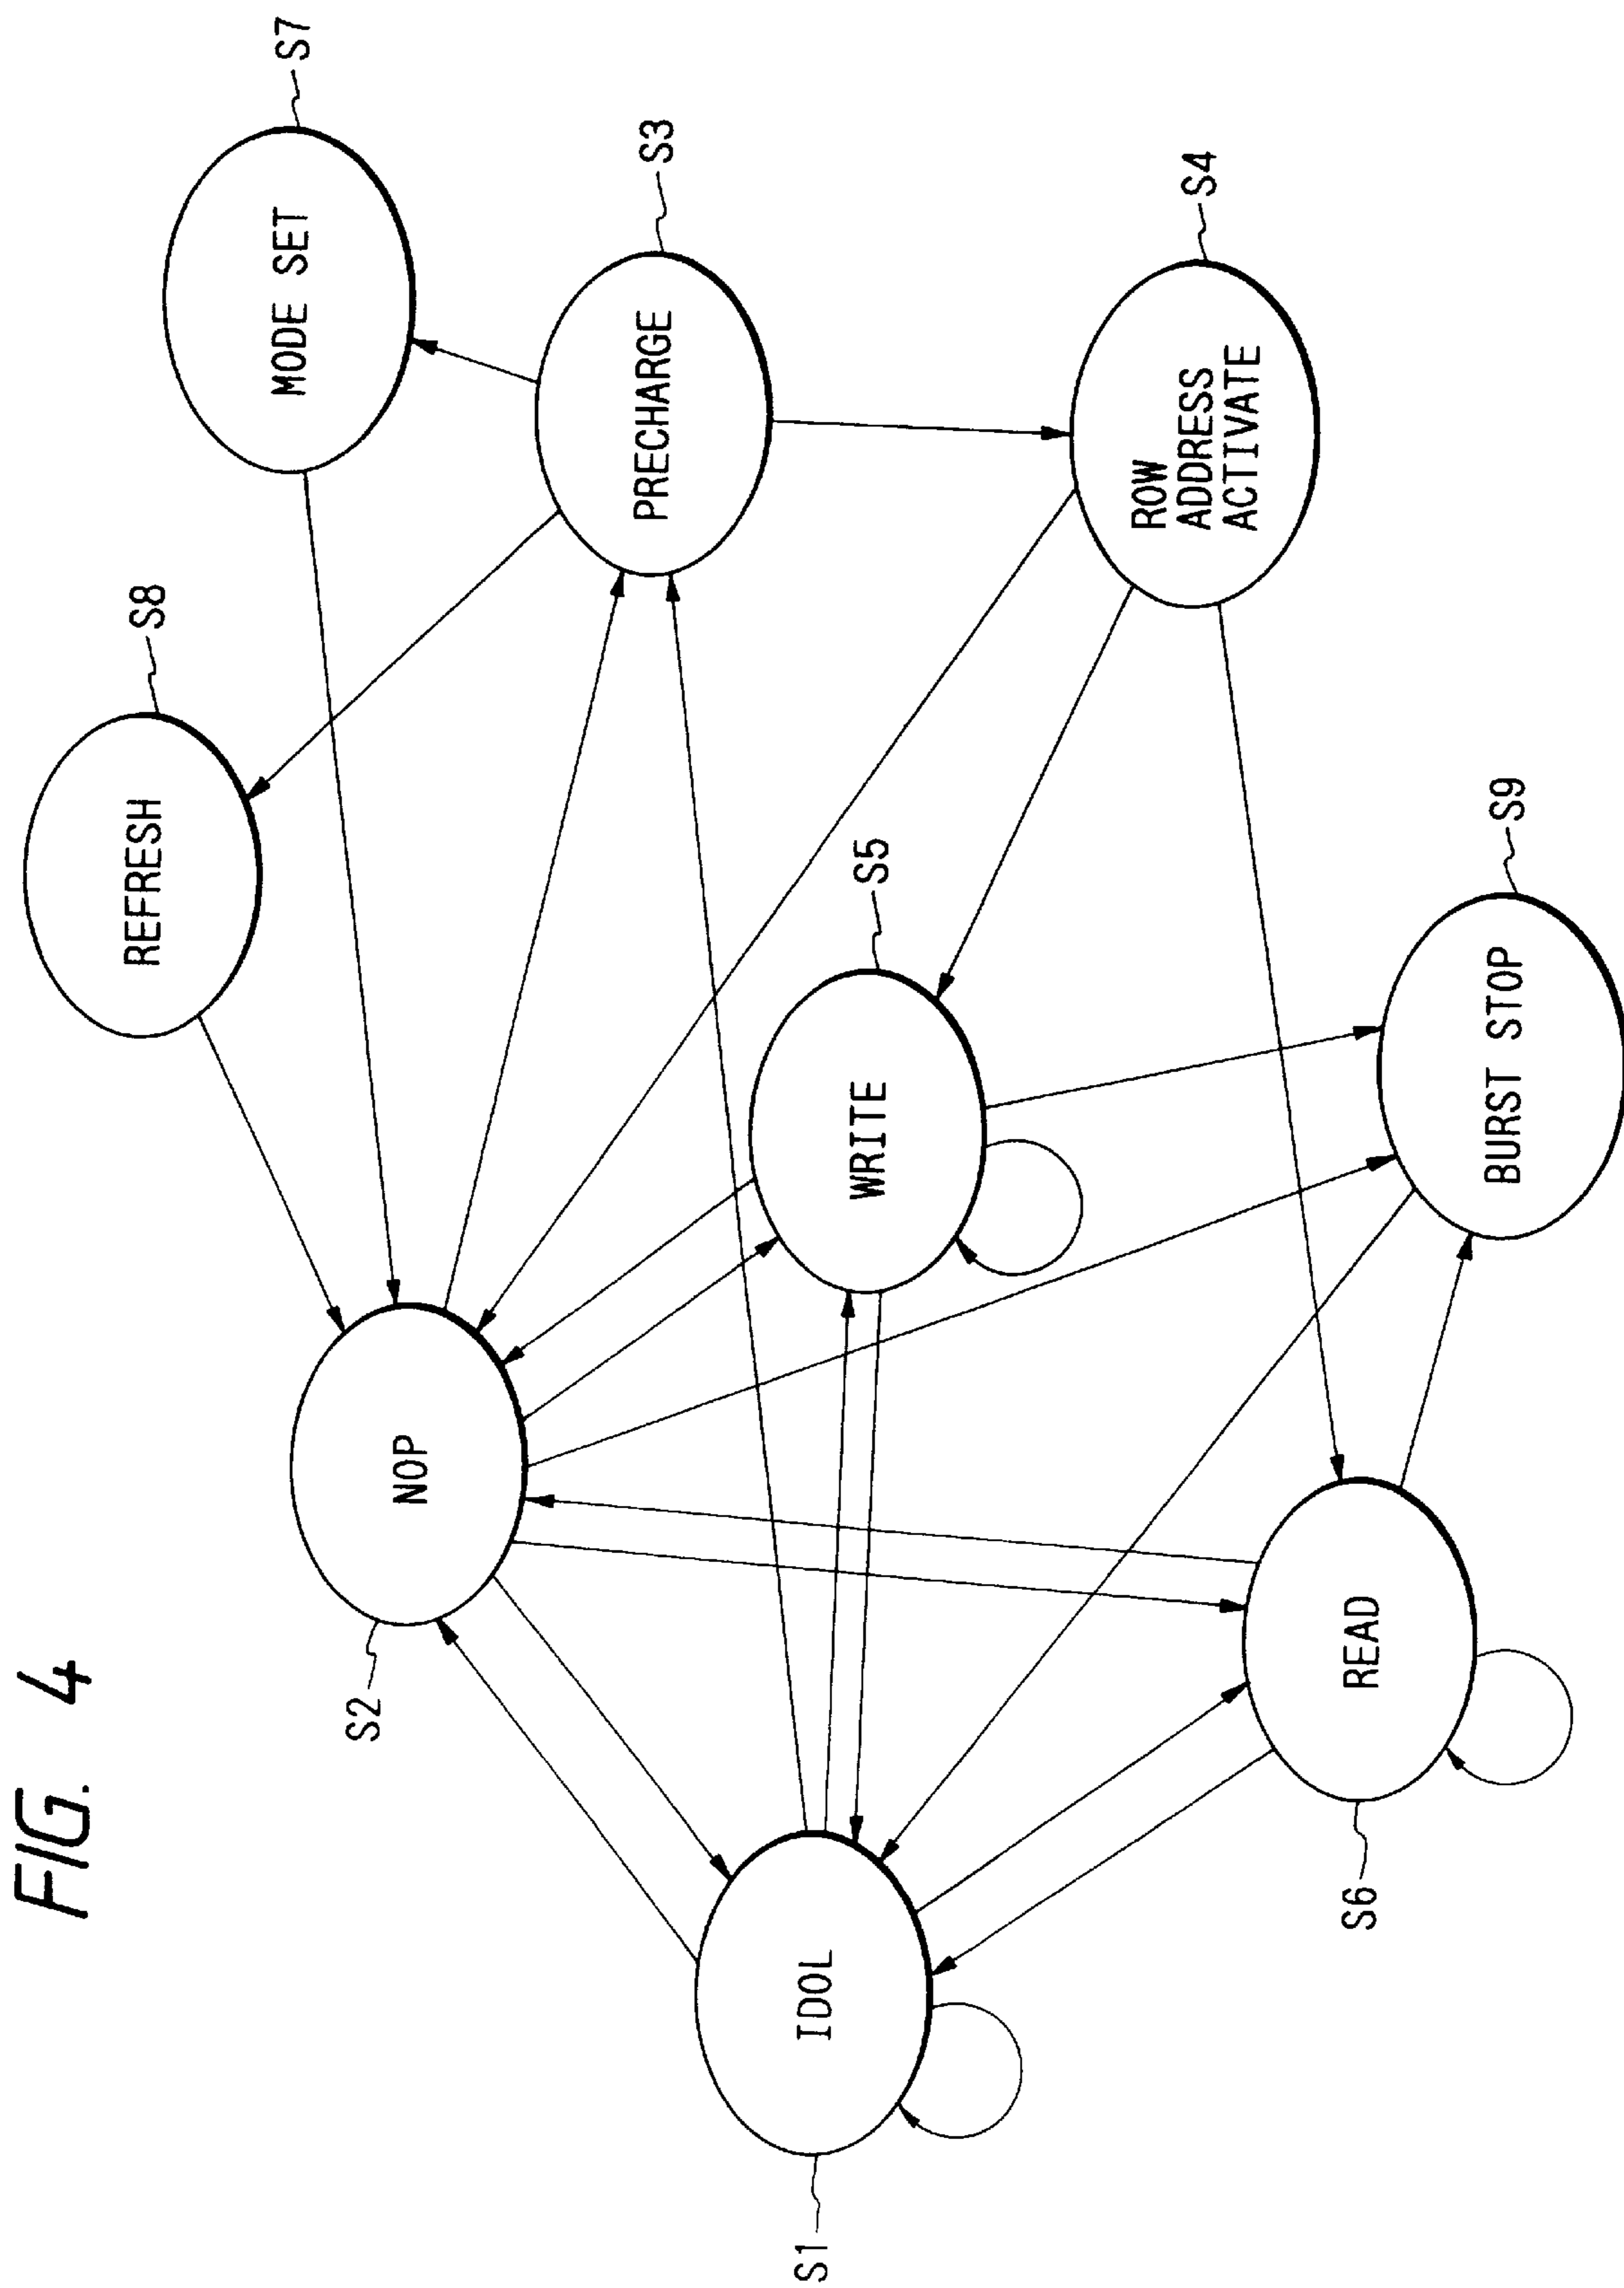 FIG. 4
S7
MODE SET
S8
REFRESH
S3
PRECHARGE
S2
NOP
S5
WRITE
S4
ROW
ADDRESS
ACTIVATE
S1
IDOL
S6
READ
S9
BURST STOP